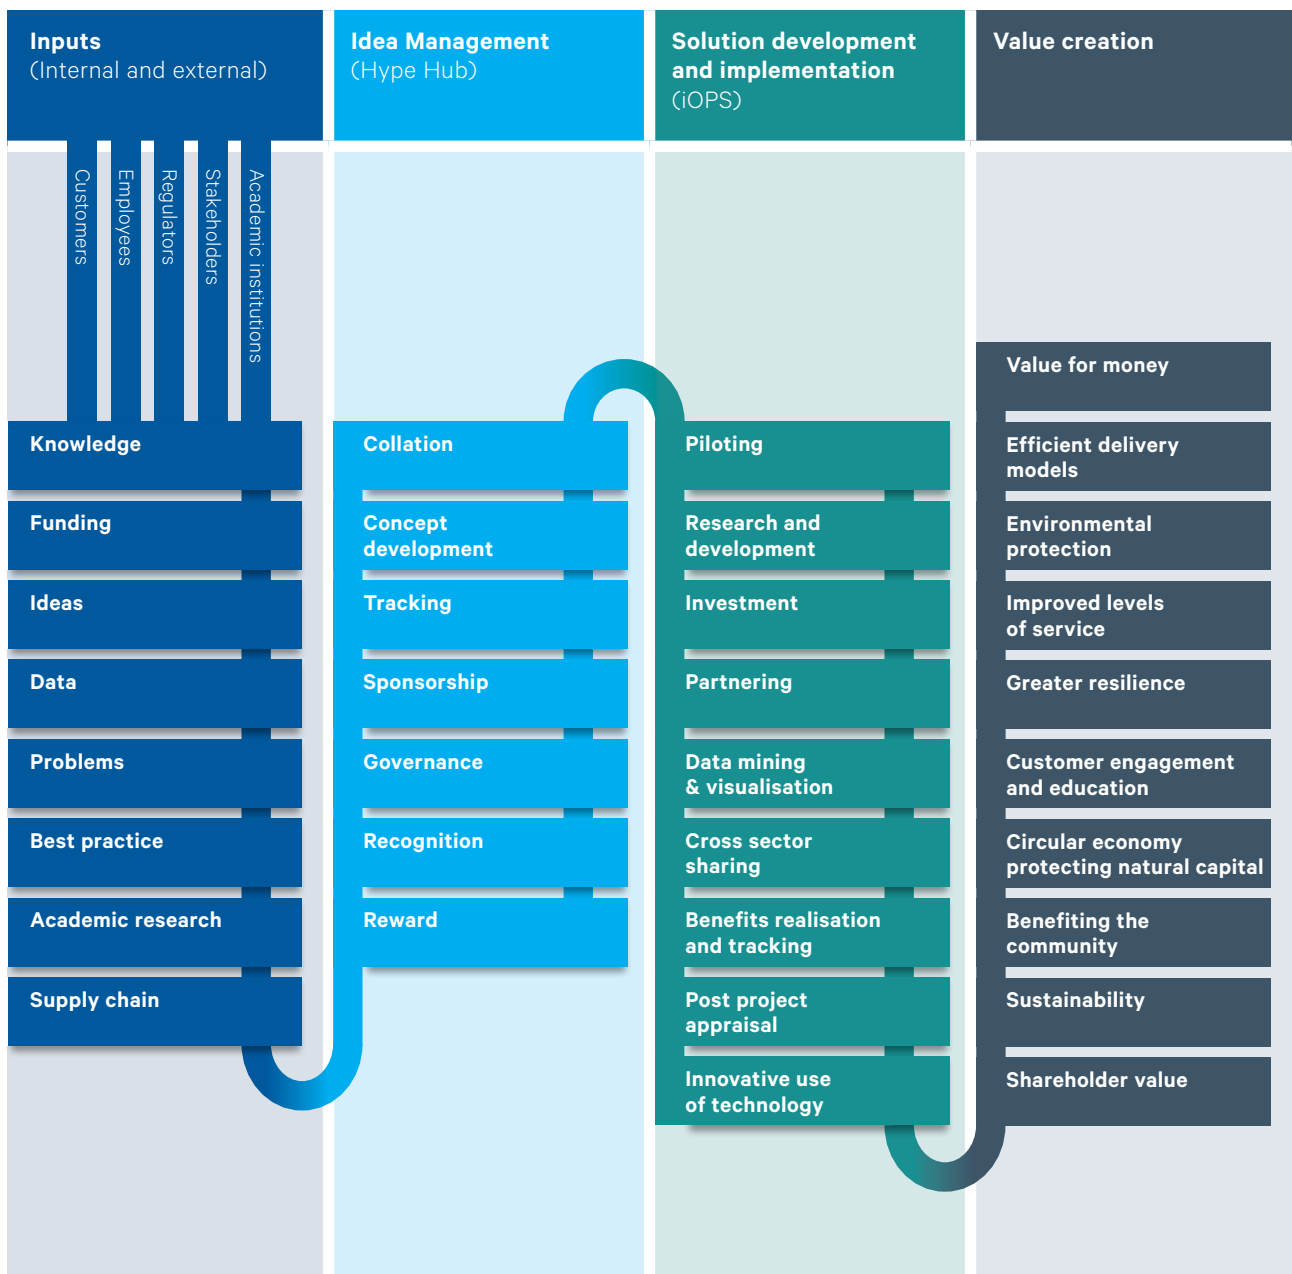 Inputs
(Internal and external)
Customers
Employees
Regulators
Stakeholders
Academic institutions
Knowledge
Funding
Ideas
Data
Problems
Best practice
Academic research
Supply chain
Idea Management
(Hype Hub)
Collation
Concept
development
Tracking
Sponsorship
Governance
Recognition
Reward
Solution development
and implementation
(iOPS)
Piloting
Research and
development
Investment
Partnering
Data mining
& visualisation
Cross sector
sharing
Benefits realisation
and tracking
Post project
appraisal
Innovative use
of technology
Value creation
Value for money
Efficient delivery
models
Environmental
protection
Improved levels
of service
Greater resilience
Customer engagement
and education
Circular economy
protecting natural capital
Benefiting the
community
Sustainability
Shareholder value